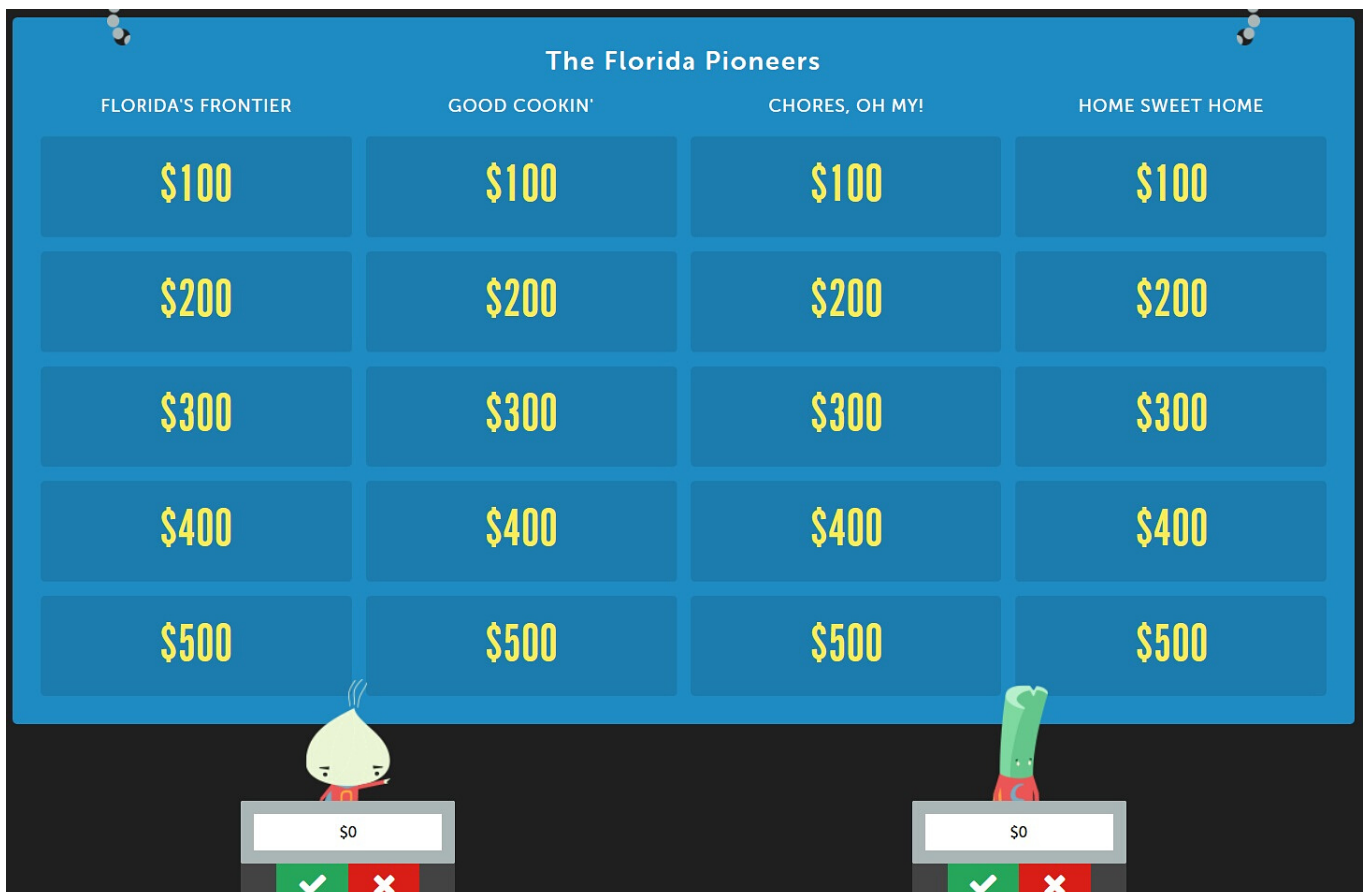 The Florida Pioneers
FLORIDA'S FRONTIER GOOD COOKIN' CHORES, OH MY! HOME SWEET HOME
$100 $100 $100 $100
$200 $200 $200 $200
$300 $300 $300 $300
$400 $400 $400 $400
$500 $500 $500 $500
$0 $0